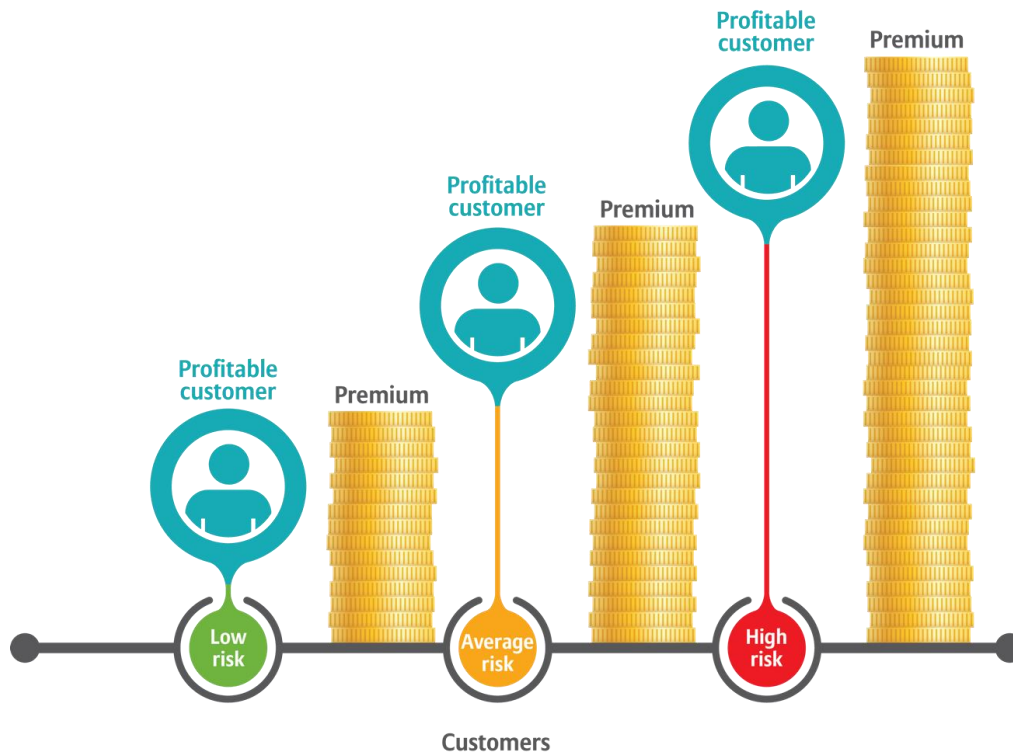 Profitable
customer
Premium
Profitable
customer
Premium
Profitable
customer
Premium
Low
risk
Average
risk
High
risk
Customers